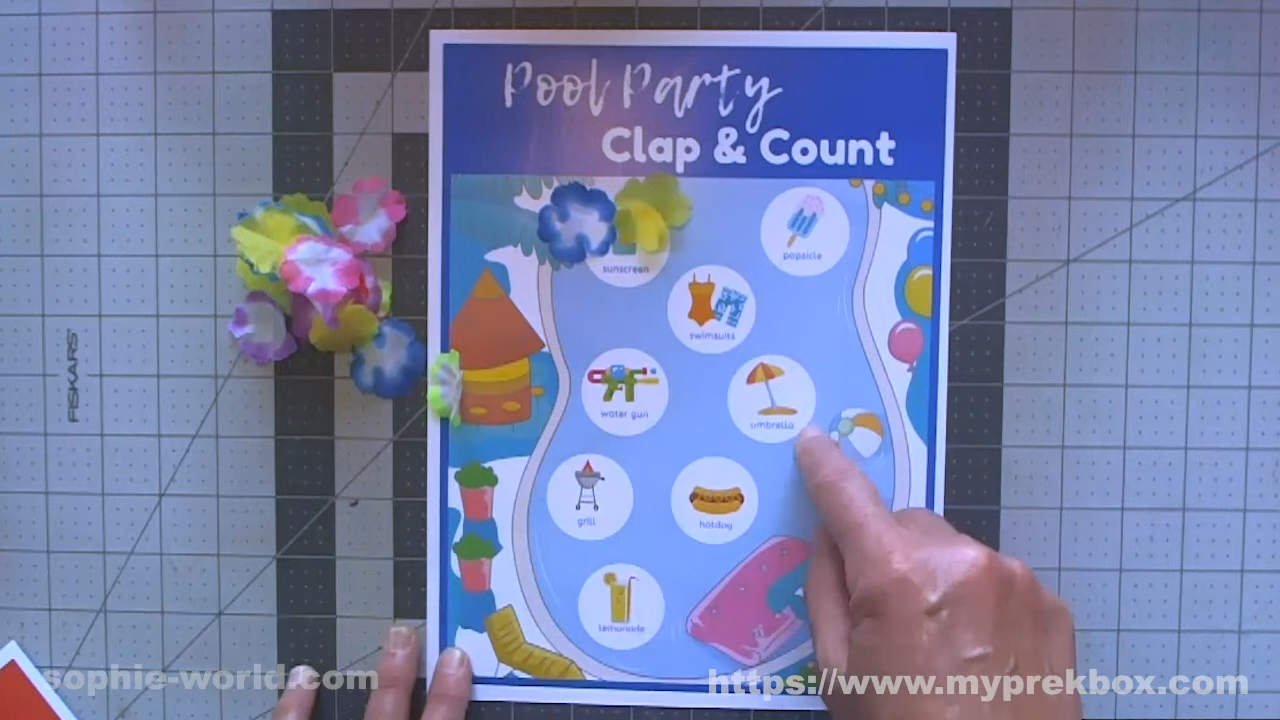 Pool Party
Clap & Count
popsicle
sunscreen
swimsuits
water gun
umbrella
grill
hotdog
lemonade
FISKARS
sophie-world.com
https://www.myprekbox.com